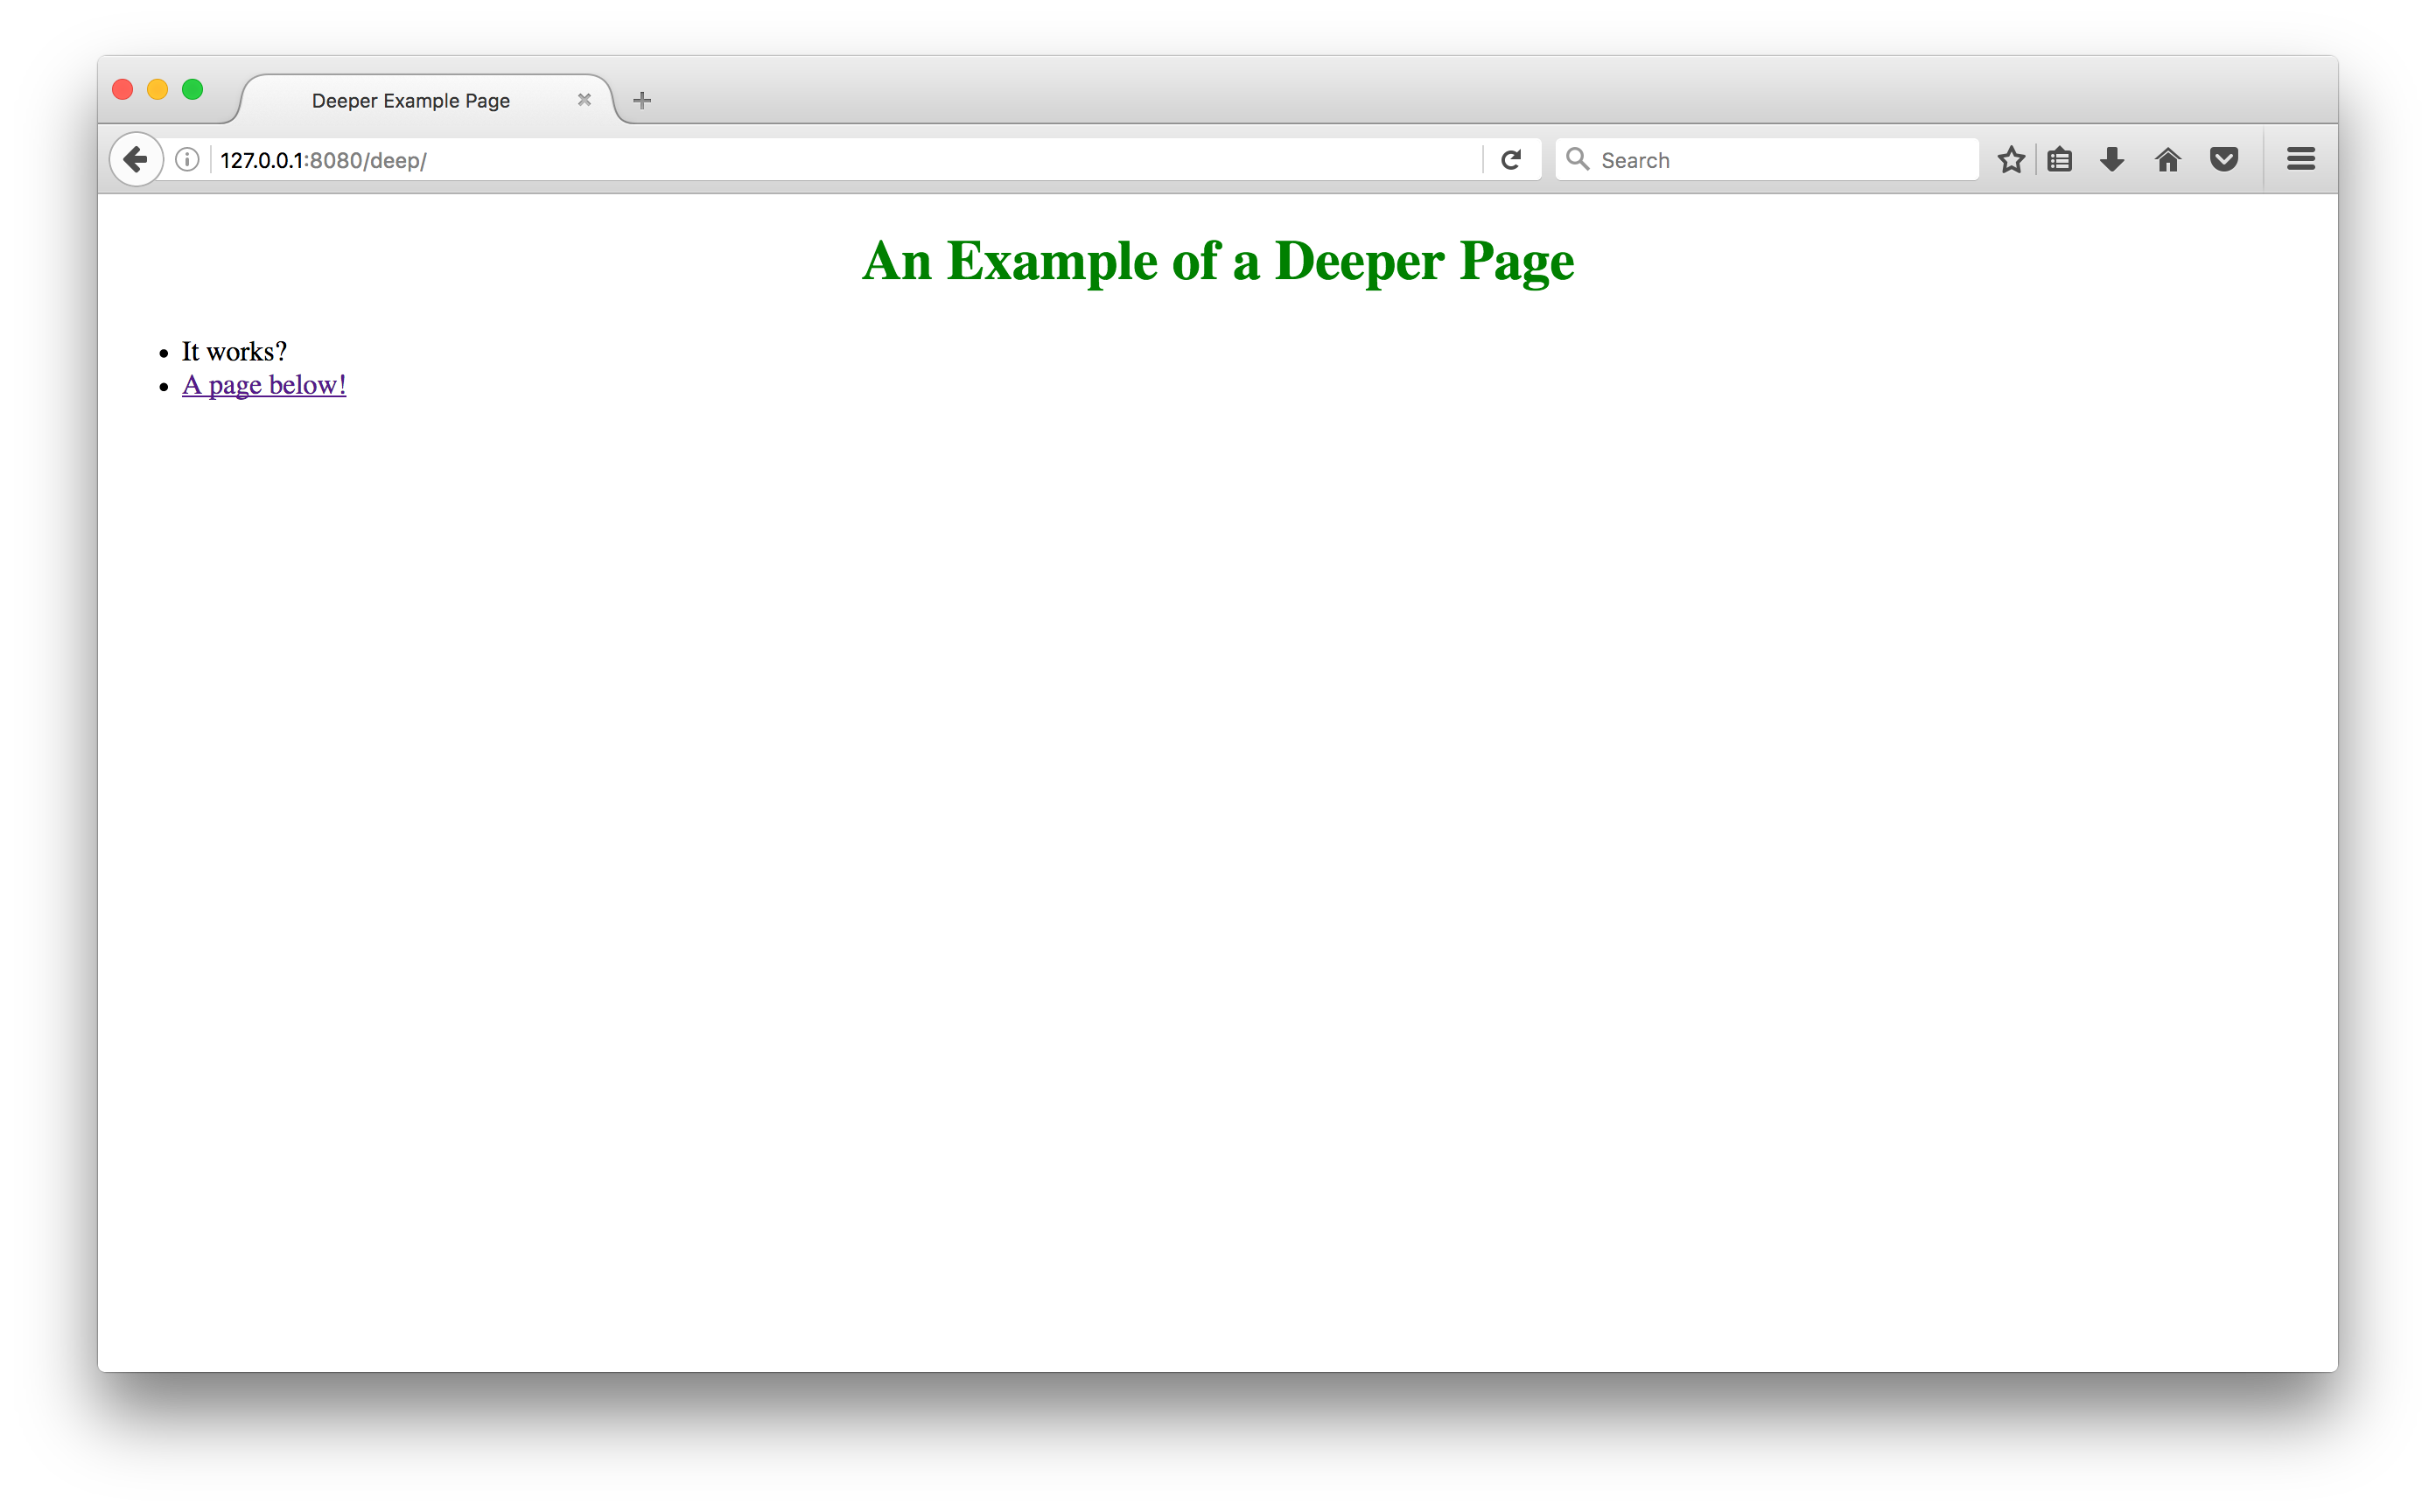 Deeper Example Page
127.0.0.1:8080/deep/
Search
An Example of a Deeper Page
It works?
A page below!